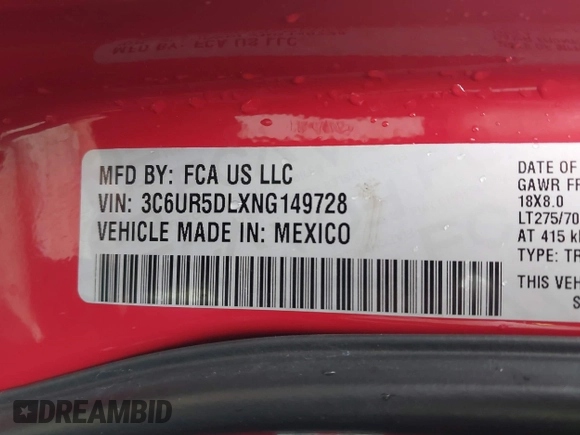 MFD BY: FCA US LLC
VIN: 3C6UR5DLXNG149728
VEHICLE MADE IN: MEXICO
DATE OF
GAWR FR
18X8.0
LT275/70
AT 415 k
TYPE: TR
THIS VEH
S
DREAMBID